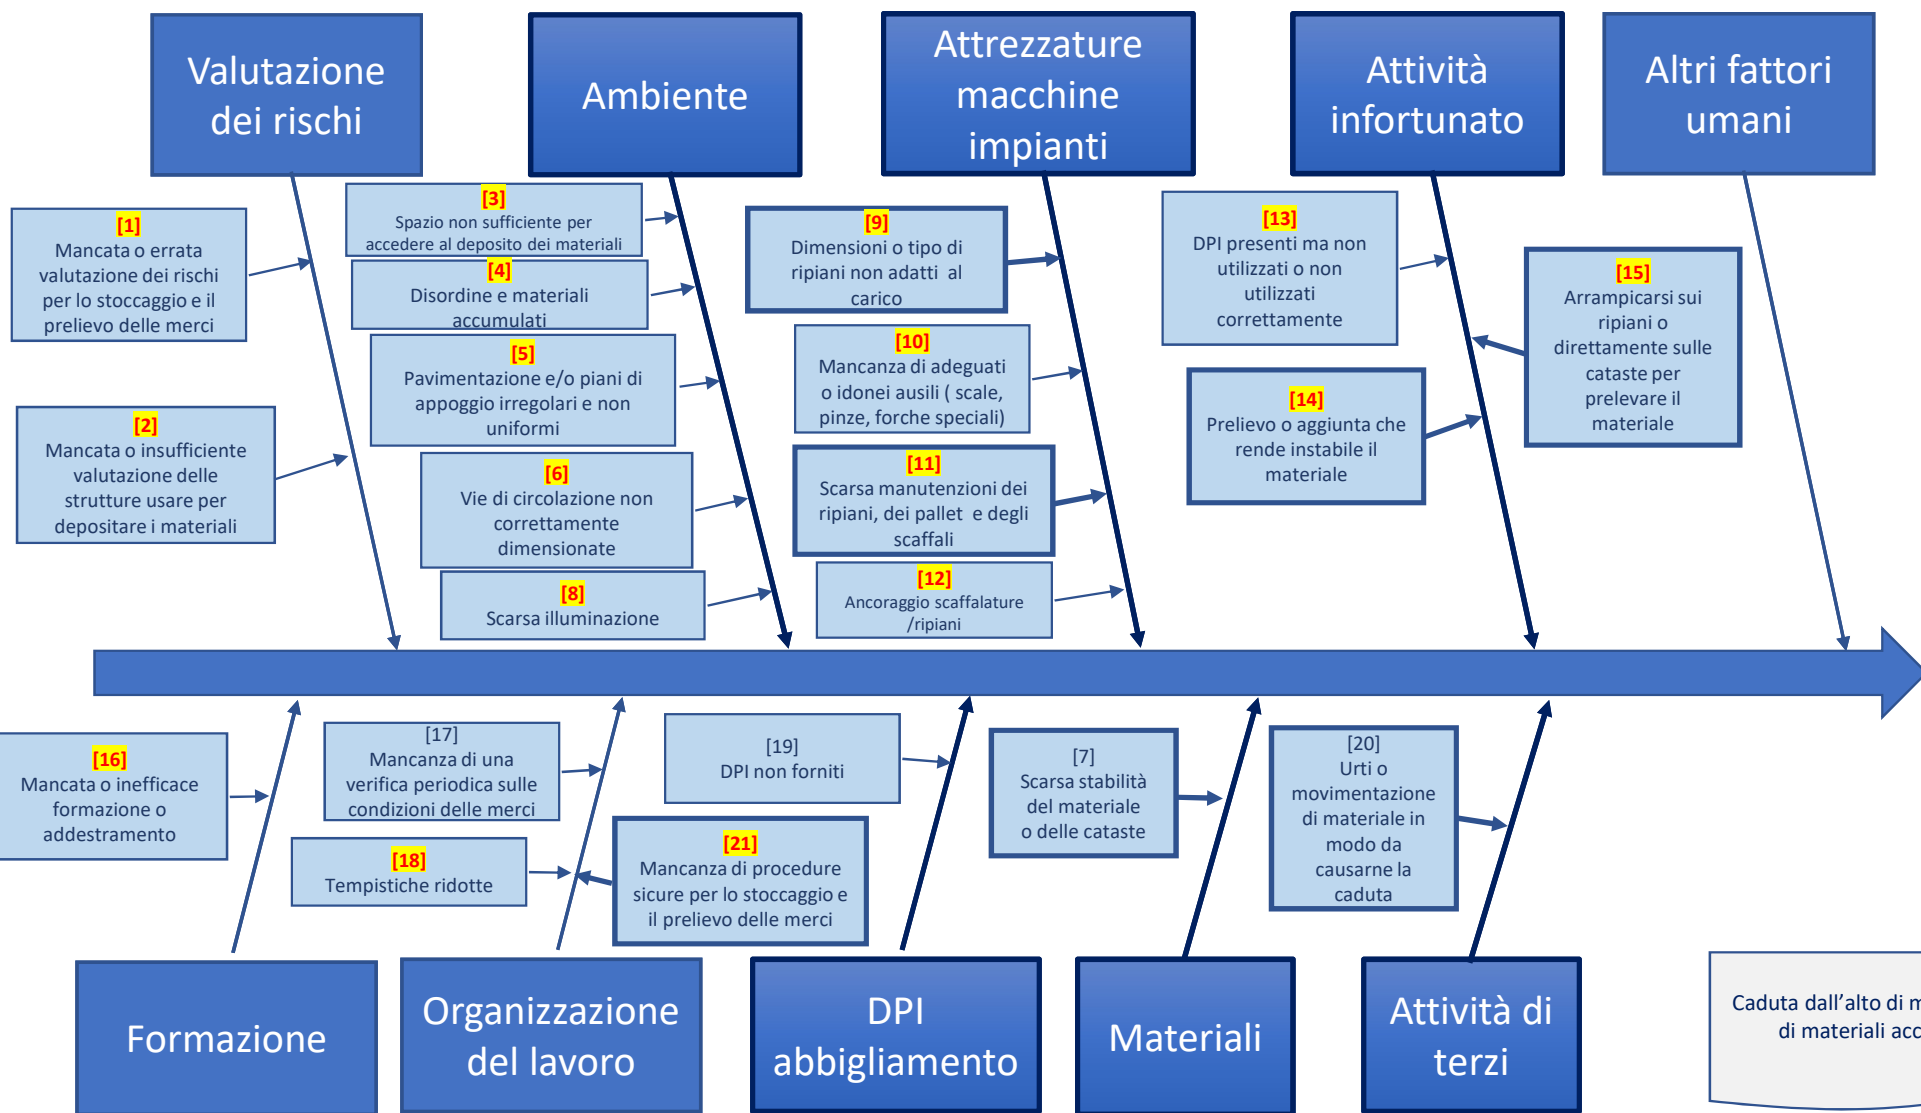 Valutazione
dei rischi
Ambiente
Attrezzature
macchine
impianti
Attività
infortunato
Altri fattori
umani
[1]
Mancata o errata
valutazione dei rischi
per lo stoccaggio e il
prelievo delle merci
[2]
Mancata o insufficiente
valutazione delle
strutture usare per
depositare i materiali
[3]
Spazio non sufficiente per
accedere al deposito dei materiali
[4]
Disordine e materiali
accumulati
[5]
Pavimentazione e/o piani di
appoggio irregolari e non
uniformi
[6]
Vie di circolazione non
correttamente
dimensionate
[8]
Scarsa illuminazione
[9]
Dimensioni o tipo di
ripiani non adatti al
carico
[10]
Mancanza di adeguati
o idonei ausili ( scale,
pinze, forche speciali)
[11]
Scarsa manutenzioni dei
ripiani, dei pallet e degli
scaffali
[12]
Ancoraggio scaffalature
/ripiani
[13]
DPI presenti ma non
utilizzati o non
utilizzati
correttamente
[14]
Prelievo o aggiunta che
rende instabile il
materiale
[15]
Arrampicarsi sui
ripiani o
direttamente sulle
cataste per
prelevare il
materiale
[16]
Mancata o inefficace
formazione o
addestramento
[17]
Mancanza di una
verifica periodica sulle
condizioni delle merci
[18]
Tempistiche ridotte
[21]
Mancanza di procedure
sicure per lo stoccaggio e
il prelievo delle merci
[19]
DPI non forniti
[7]
Scarsa stabilità
del materiale
o delle cataste
[20]
Urti o
movimentazione
di materiale in
modo da
causarne la
caduta
Formazione
Organizzazione
del lavoro
DPI
abbigliamento
Materiali
Attività di
terzi
Caduta dall'alto di
di materiali